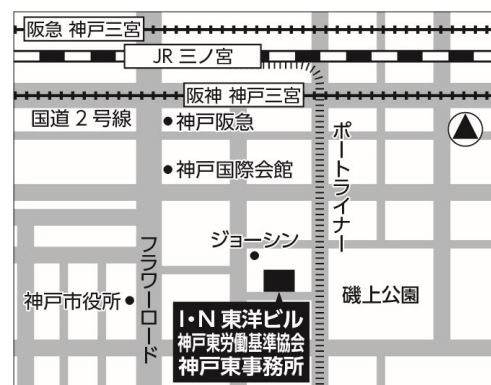 阪急 神戸三宮
JR 三ノ宮
阪神 神戸三宮
国道2号線
神戸阪急
ポートライナー
神戸国際会館
フラワーロード
ジョーシン
磯上公園
神戸市役所
I・N 東洋ビル
神戸東労働基準協会
神戸東事務所